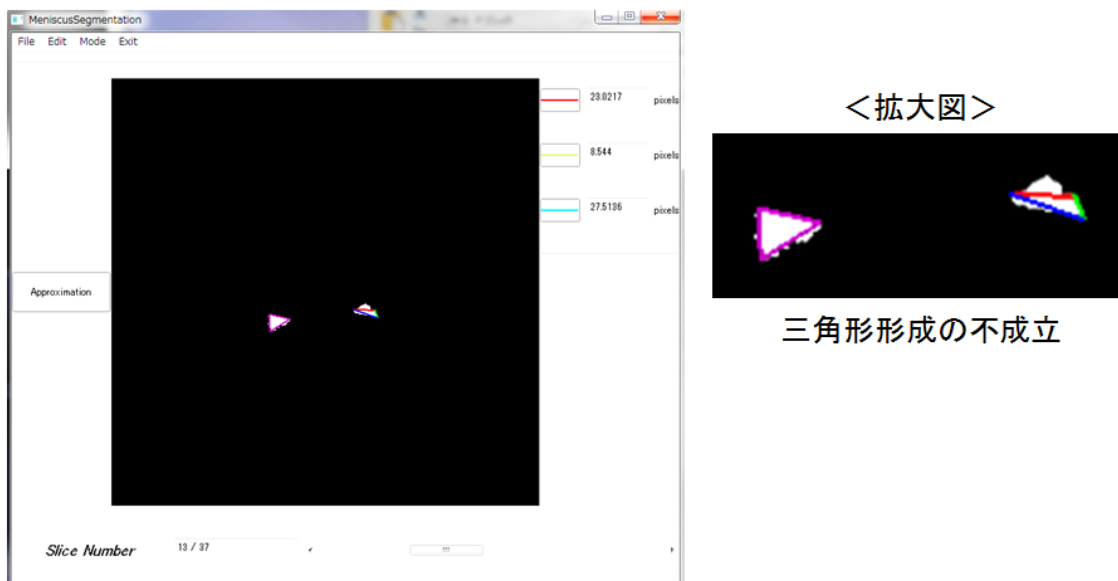 MeniscusSegmentation
File Edit Mode Exit
23.0217 pixels
8.544 pixels
27.5136 pixels
Approximation
Slice Number 13 / 37
＜拡大図＞
三角形形成の不成立